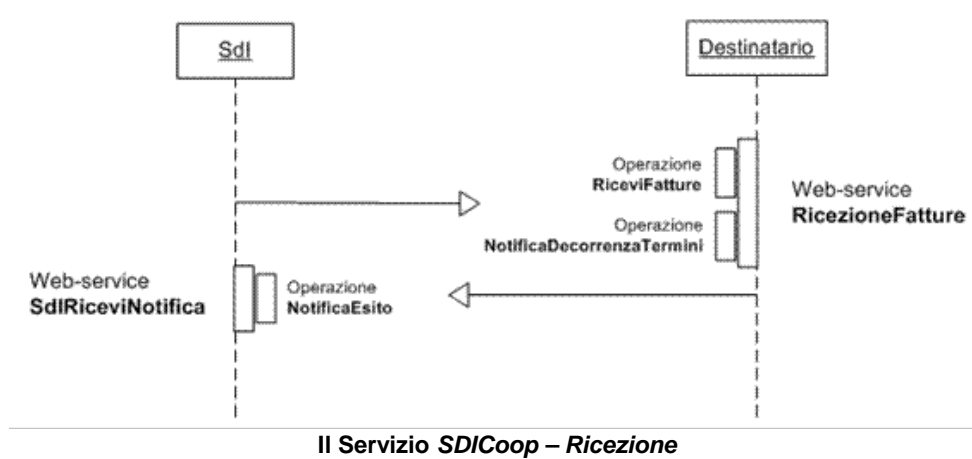 SdI
Destinatario
Operazione
RiceviFatture
Web-service
RicezioneFatture
Operazione
NotificaDecorrenzaTermini
Web-service
SdIRiceviNotifica
Operazione
NotificaEsito
Il Servizio SDICoop – Ricezione